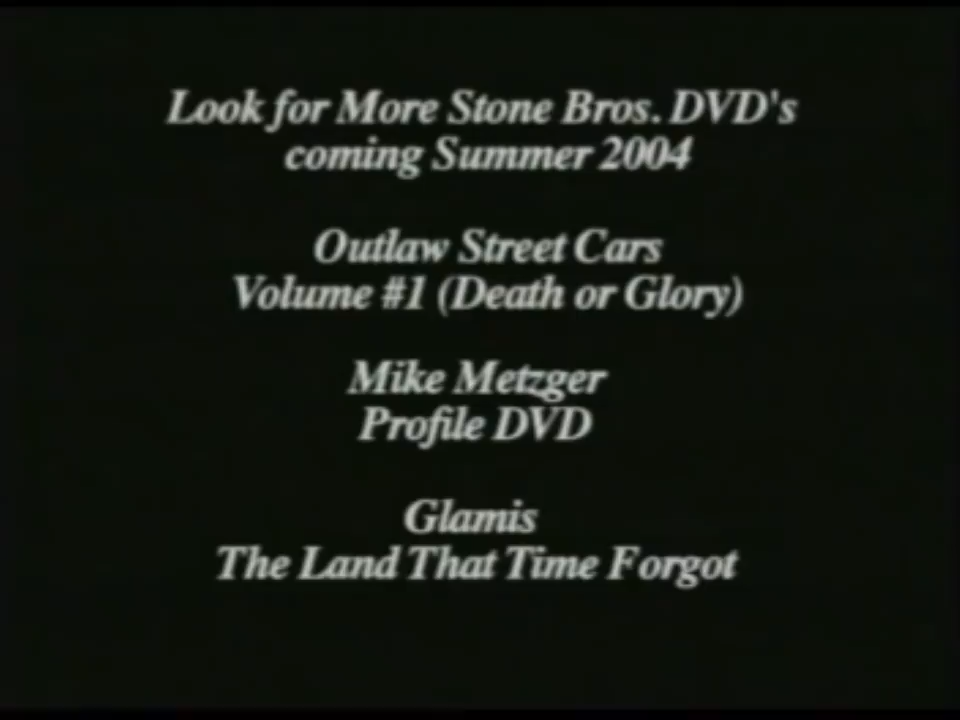 Look for More Stone Bros. DVD's
coming Summer 2004
Outlaw Street Cars
Volume #1 (Death or Glory)
Mike Metzger
Profile DVD
Glamis
The Land That Time Forgot